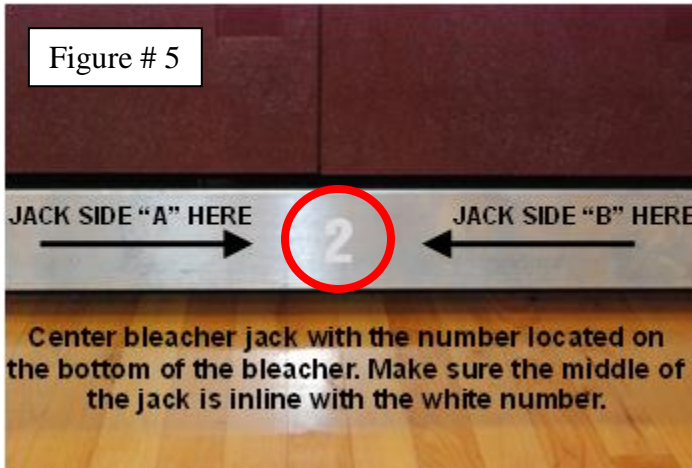 Figure # 5
JACK SIDE “A” HERE
JACK SIDE “B” HERE
2
Center bleacher jack with the number located on
the bottom of the bleacher. Make sure the middle of
the jack is inline with the white number.